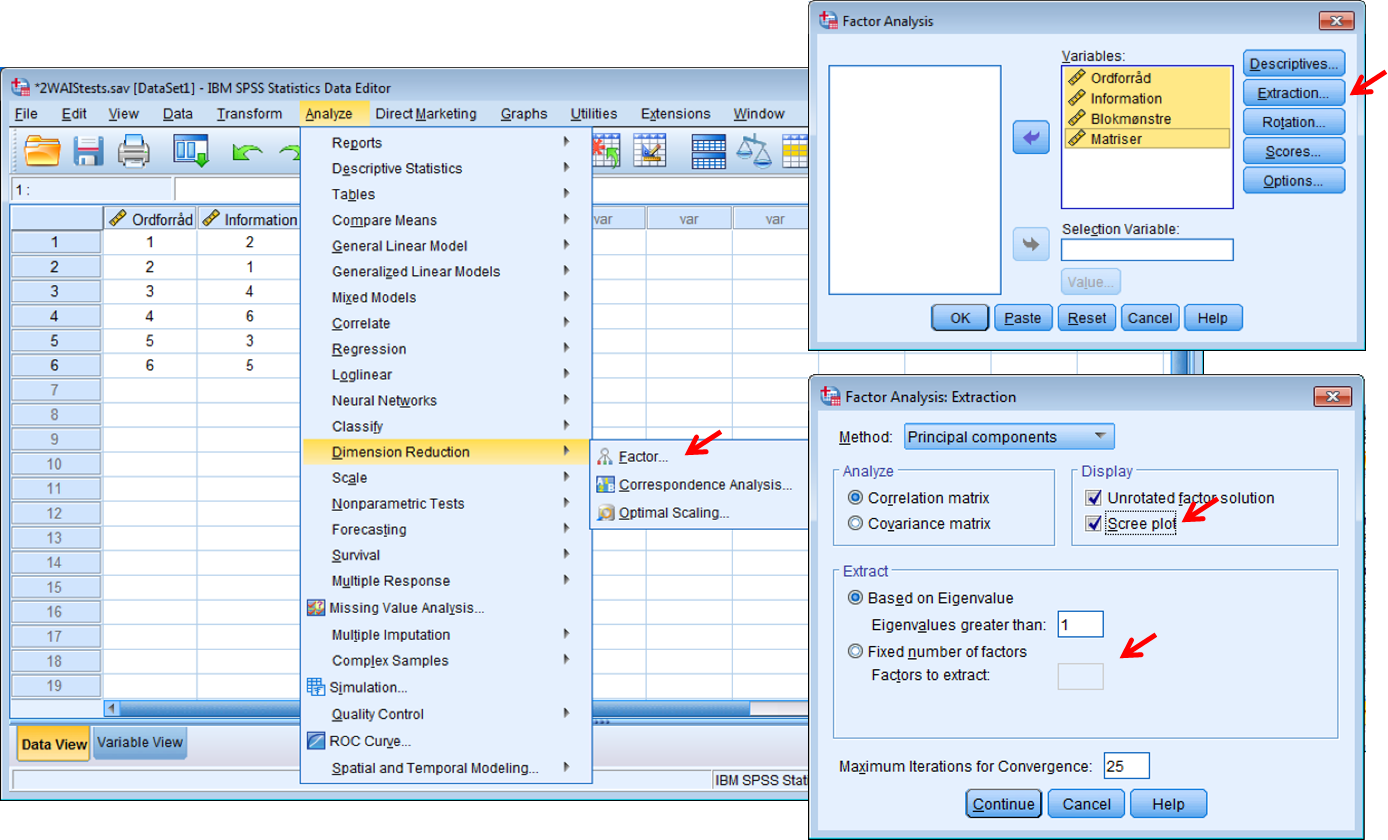 *2WAIStests.sav [DataSet1] - IBM SPSS Statistics Data Editor
File Edit View Data Transform Analyze Direct Marketing Graphs Utilities Extensions Window
1 :
Ordforråd Information var var var
1 1 2
2 2 1
3 3 4
4 4 6
5 5 3
6 6 5
7
8
9
10
11
12
13
14
15
16
17
18
19
Data View Variable View
IBM SPSS Stati
Reports
Descriptive Statistics
Tables
Compare Means
General Linear Model
Generalized Linear Models
Mixed Models
Correlate
Regression
Loglinear
Neural Networks
Classify
Dimension Reduction
Scale
Nonparametric Tests
Forecasting
Survival
Multiple Response
Missing Value Analysis...
Multiple Imputation
Complex Samples
Simulation...
Quality Control
ROC Curve...
Spatial and Temporal Modeling...
Factor...
Correspondence Analysis...
Optimal Scaling...
Factor Analysis
Variables:
Ordforråd
Information
Blokmønstre
Matriser
Descriptives...
Extraction...
Rotation...
Scores...
Options...
Selection Variable:
Value...
OK Paste Reset Cancel Help
Factor Analysis: Extraction
Method: Principal components
Analyze
Correlation matrix
Covariance matrix
Display
Unrotated factor solution
Scree plot
Extract
Based on Eigenvalue
Eigenvalues greater than: 1
Fixed number of factors
Factors to extract:
Maximum Iterations for Convergence: 25
Continue Cancel Help